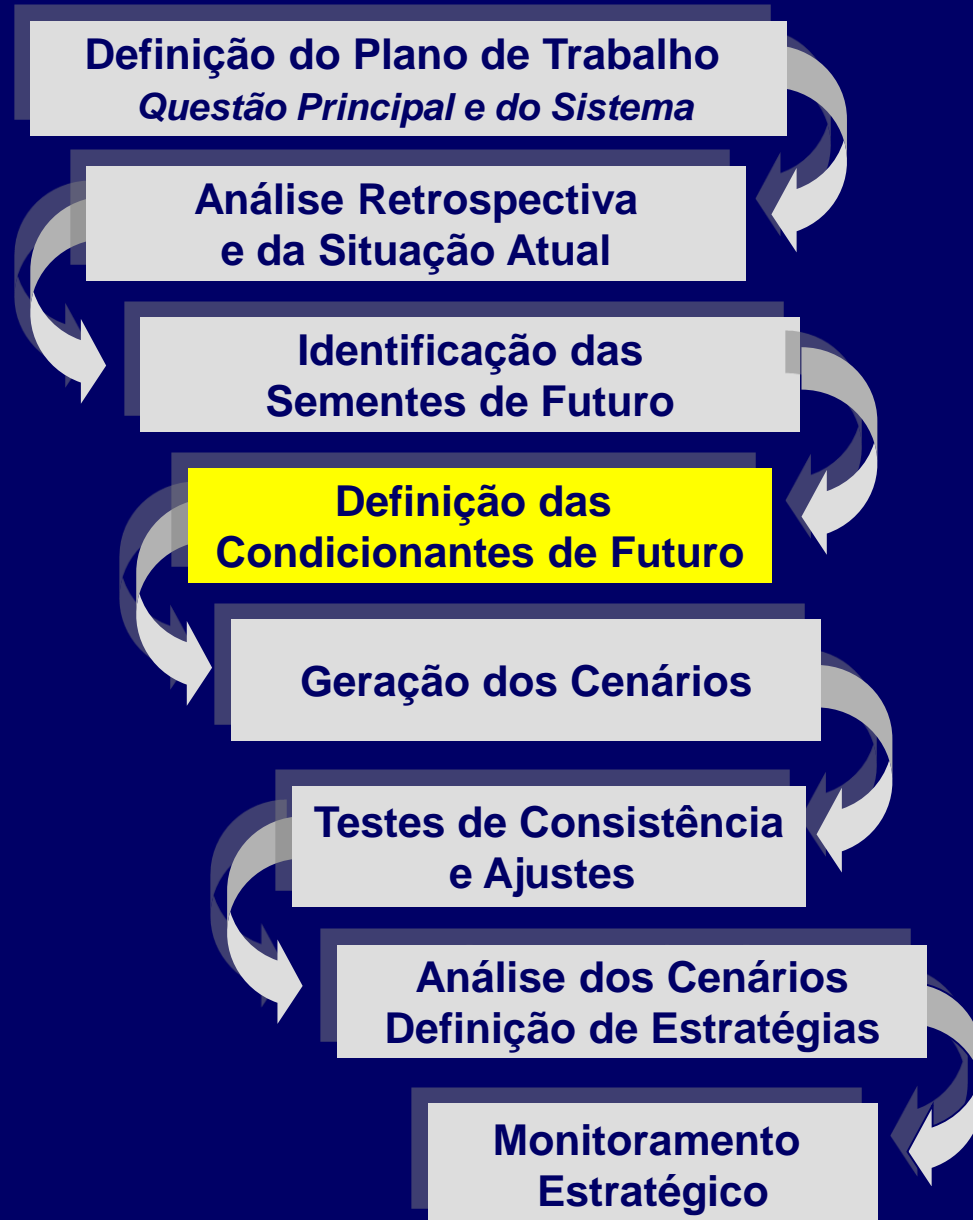 Definição do Plano de Trabalho
Questão Principal e do Sistema
Análise Retrospectiva
e da Situação Atual
Identificação das
Sementes de Futuro
Definição das
Condicionantes de Futuro
Geração dos Cenários
Testes de Consistência
e Ajustes
Análise dos Cenários
Definição de Estratégias
Monitoramento
Estratégico